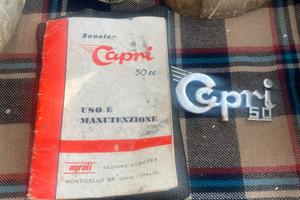 Scooter
Capri
50 cc
USO E
MANUTENZIONE
agrati - SEZIONE SCOOTER
MONTICELLO BR. (COMO - ITALIA)
Capri
50